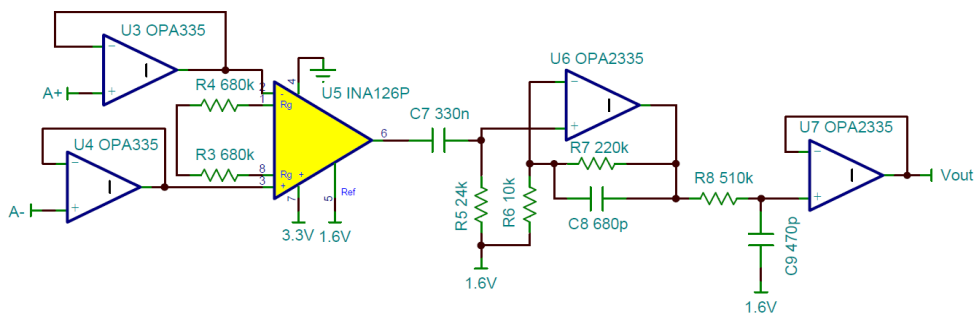 U3 OPA335
−
+
A+
R4 680k
R3 680k
U4 OPA335
−
+
A-
U5 INA126P
4
2
-
1
Rg
8
Rg
+
3
+
6
7
5
Ref
3.3V
1.6V
C7 330n
R5 24k
R6 10k
1.6V
U6 OPA2335
−
+
R7 220k
C8 680p
R8 510k
C9 470p
1.6V
U7 OPA2335
−
+
Vout